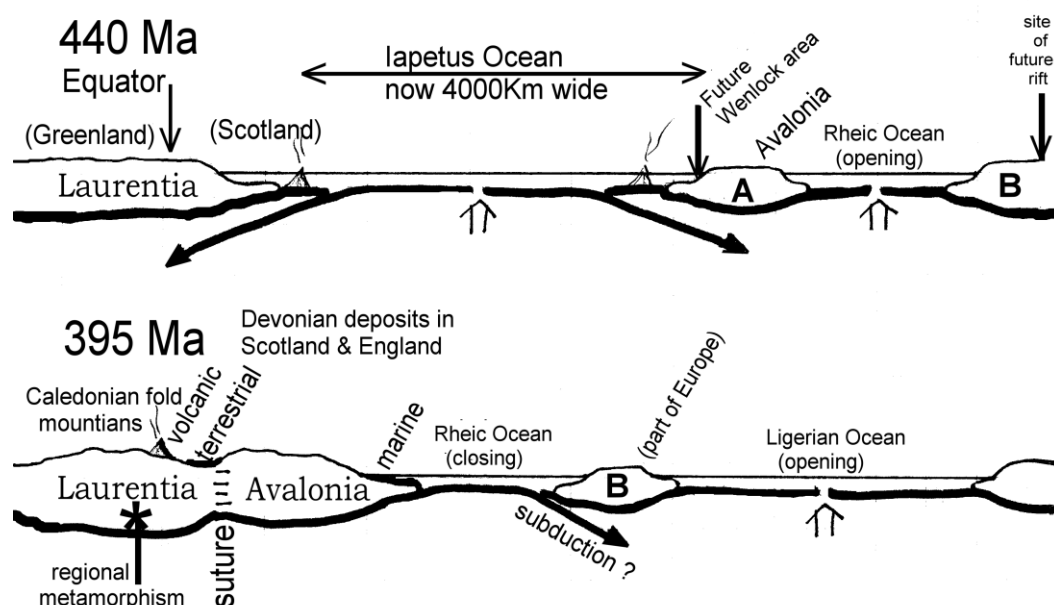 440 Ma
Equator
Iapetus Ocean
now 4000Km wide
site
of
future
rift
(Greenland)
(Scotland)
Future
Wenlock area
Avalonia
Rheic Ocean
(opening)
Laurentia
A
B
395 Ma
Devonian deposits in
Scotland & England
Caledonian fold
mountians
volcanic
terrestrial
marine
Rheic Ocean
(closing)
(part of Europe)
Ligerian Ocean
(opening)
Laurentia
Avalonia
B
*
suture
subduction ?
regional
metamorphism